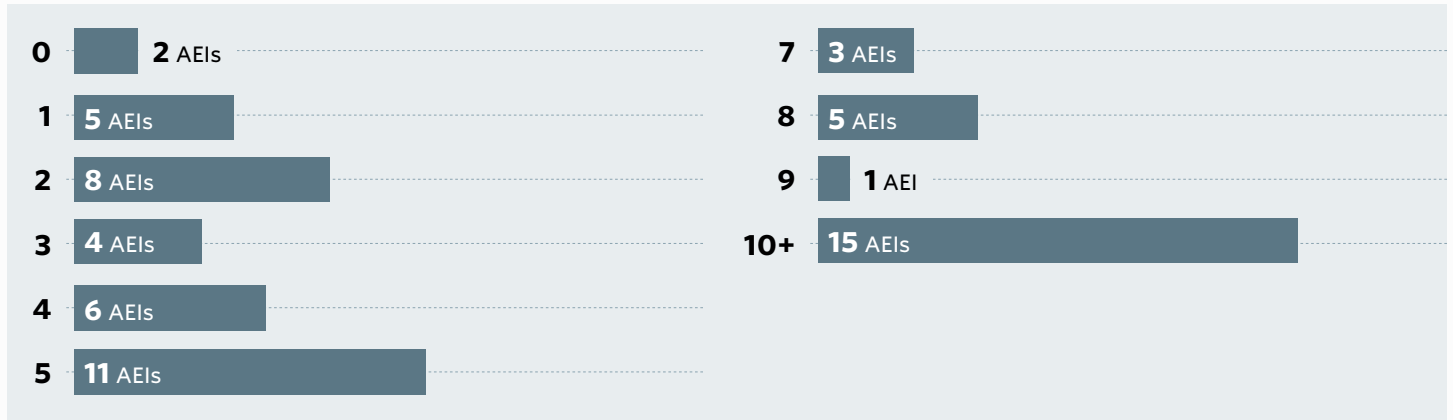 0 2 AEIs
1 5 AEIs
2 8 AEIs
3 4 AEIs
4 6 AEIs
5 11 AEIs
7 3 AEIs
8 5 AEIs
9 1 AEI
10+ 15 AEIs